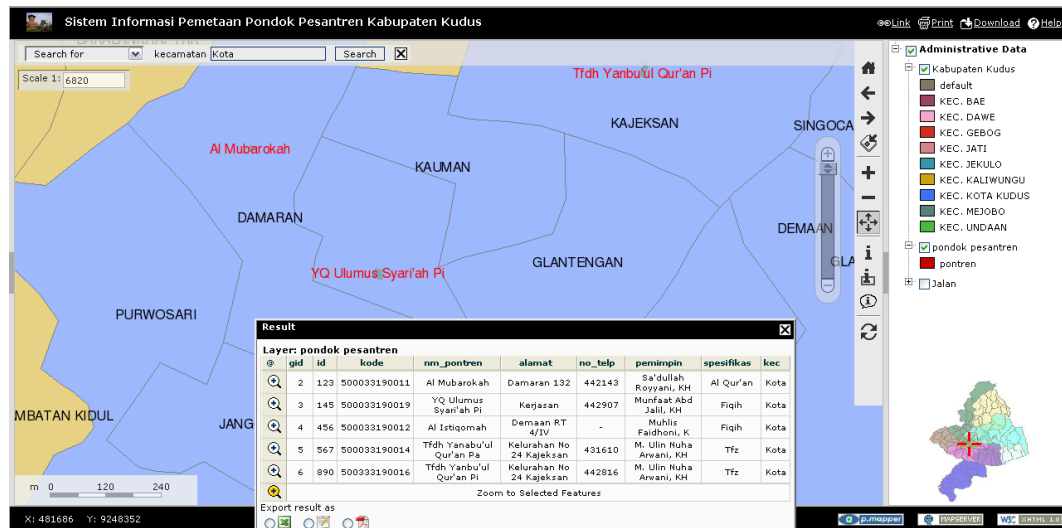 Sistem Informasi Pemetaan Pondok Pesantren Kabupaten Kudus
Link Print Download Help
Search for kecamatan Kota Search
Scale 1: 6820
Tfdh Yanbu'ul Qur'an Pi
KAJEKSAN
SINGOCA
Al Mubarokah
KAUMAN
DAMARAN
DEMAAN
GLANTENGAN
GLA
YQ Ulumus Syari'ah Pi
PURWOSARI
MBATAN KIDUL
JANG
m 0 120 240
X: 481686 Y: 9248352
Result
Layer: pondok pesantren
@ gid id kode nm_pontren alamat no_telp pemimpin spesifikas kec
2 123 500033190011 Al Mubarokah Damaran 132 442143 Sa'dullah Royyani, KH Al Qur'an Kota
3 145 500033190019 YQ Ulumus Syari'ah Pi Kerjasan 442907 Munfaat Abd Jalil, KH Fiqih Kota
4 456 500033190012 Al Istiqomah Demaan RT 4/IV - Muhlis Faidhoni, K Fiqih Kota
5 567 500033190014 Tfdh Yanabu'ul Qur'an Pa Kelurahan No 24 Kajeksan 431610 M. Ulin Nuha Arwani, KH Tfz Kota
6 890 500333190016 Tfdh Yanbu'ul Qur'an Pi Kelurahan No 24 Kajeksan 442816 M. Ulin Nuha Arwani, KH Tfz Kota
Zoom to Selected Features
Export result as
Administrative Data
Kabupaten Kudus
default
KEC. BAE
KEC. DAWE
KEC. GEBOG
KEC. JATI
KEC. JEKULO
KEC. KALIWUNGU
KEC. KOTA KUDUS
KEC. MEJOBO
KEC. UNDAAN
pondok pesantren
pontren
Jalan
p.mapper
MAPSERVER
W3C XHTML 1.0